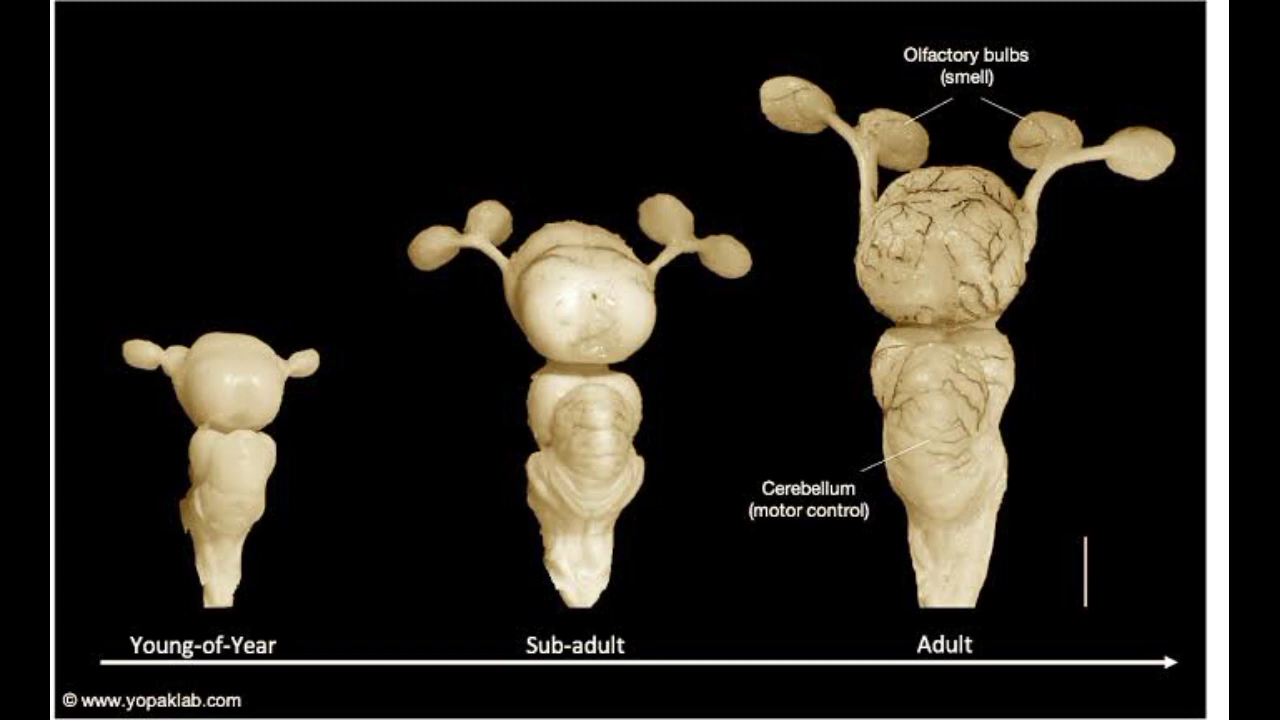 Olfactory bulbs
(smell)
Cerebellum
(motor control)
Young-of-Year
Sub-adult
Adult
© www.yopaklab.com